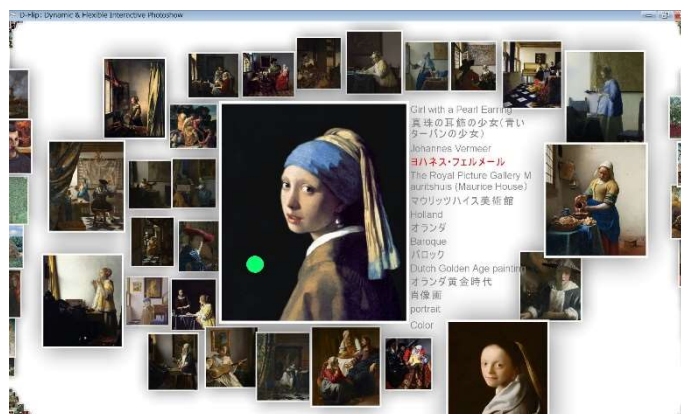 D-Flip: Dynamic & Flexible Interactive Photoshow
Girl with a Pearl Earring
真珠の耳飾の少女(青い
ターバンの少女)
Johannes Vermeer
ヨハネス・フェルメール
The Royal Picture Gallery M
auritshuis (Maurice House)
マウリッツハイス美術館
Holland
オランダ
Baroque
バロック
Dutch Golden Age painting
オランダ黄金時代
肖像画
portrait
Color